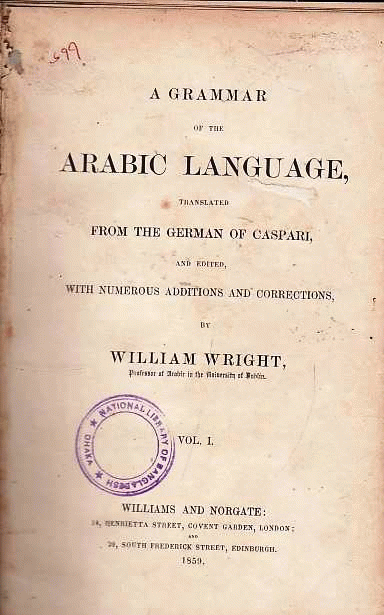 699
A GRAMMAR
OF THE
ARABIC LANGUAGE,
TRANSLATED
FROM THE GERMAN OF CASPARI,
AND EDITED,
WITH NUMEROUS ADDITIONS AND CORRECTIONS,
BY
WILLIAM WRIGHT,
Professor of Arabic in the University of Dublin.
NATIONAL LIBRARY OF BANGLADESH
★ DHAKA ★
VOL. I.
WILLIAMS AND NORGATE:
14, HENRIETTA STREET, COVENT GARDEN, LONDON;
AND
20, SOUTH FREDERICK STREET, EDINBURGH.
1859.